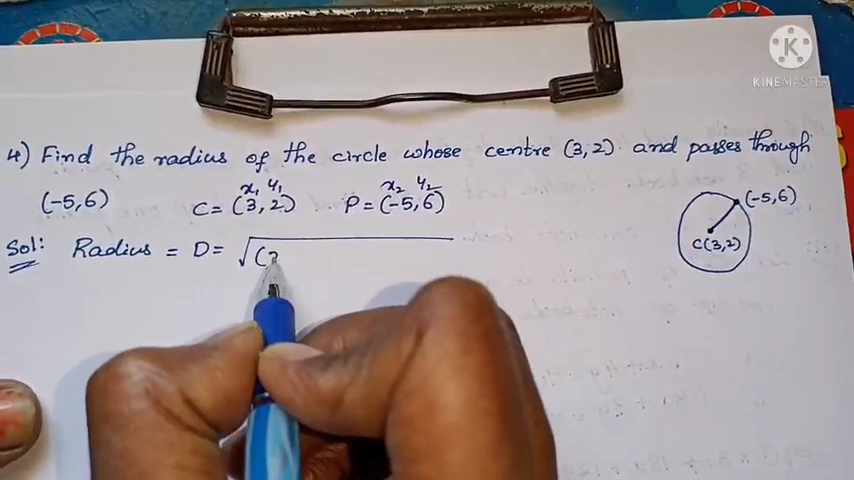 4) Find the radius of the circle whose centre (3,2) and passes through
(-5,6)
x₁ y₁
C = (3, 2)
x₂ y₂
P = (-5, 6)
(-5,6)
C(3,2)
Sol: Radius = D = √(
K
KINEMASTER